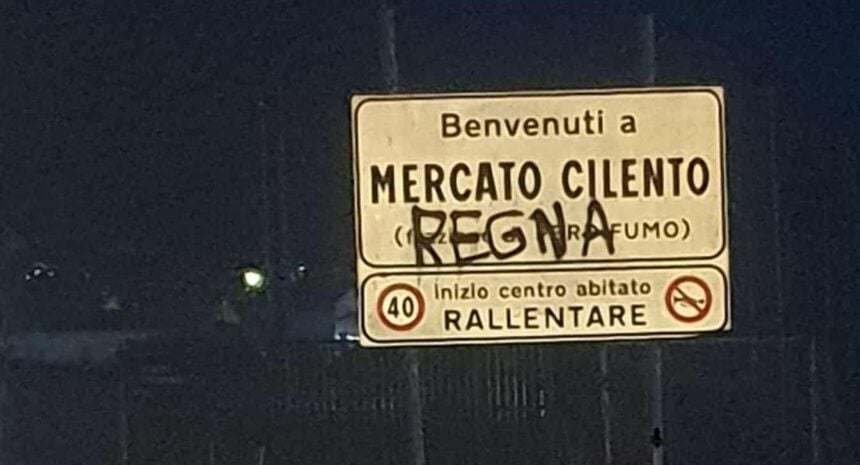 Benvenuti a
MERCATO CILENTO
REGNA
( FUMO)
40 Inizio centro abitato
RALLENTARE